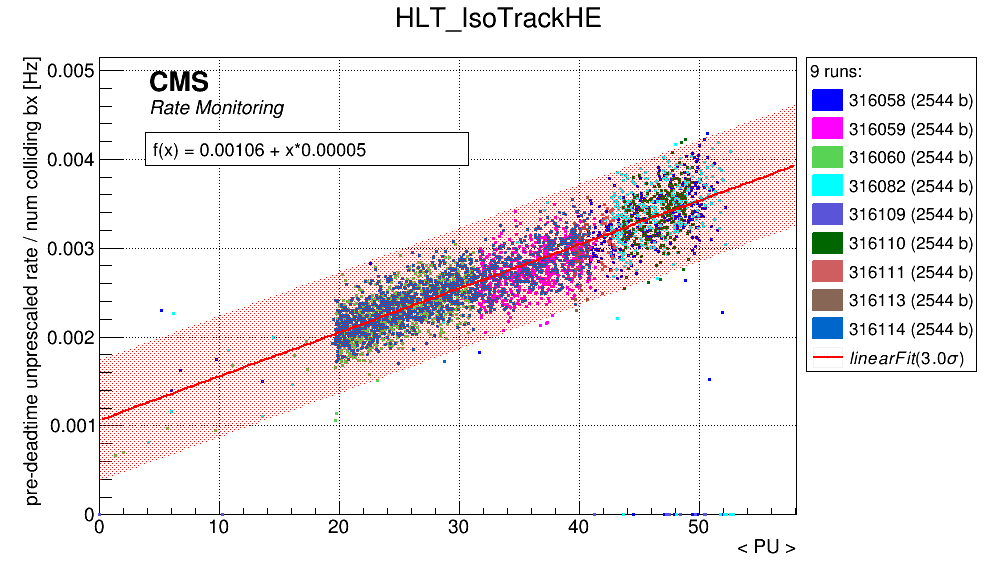 HLT_IsoTrackHE
pre-deadtime unprescaled rate / num colliding bx [Hz]
0.005
0.004
0.003
0.002
0.001
0
CMS
Rate Monitoring
f(x) = 0.00106 + x*0.00005
0 10 20 30 40 50
< PU >
9 runs:
316058 (2544 b)
316059 (2544 b)
316060 (2544 b)
316082 (2544 b)
316109 (2544 b)
316110 (2544 b)
316111 (2544 b)
316113 (2544 b)
316114 (2544 b)
linearFit(3.0σ)